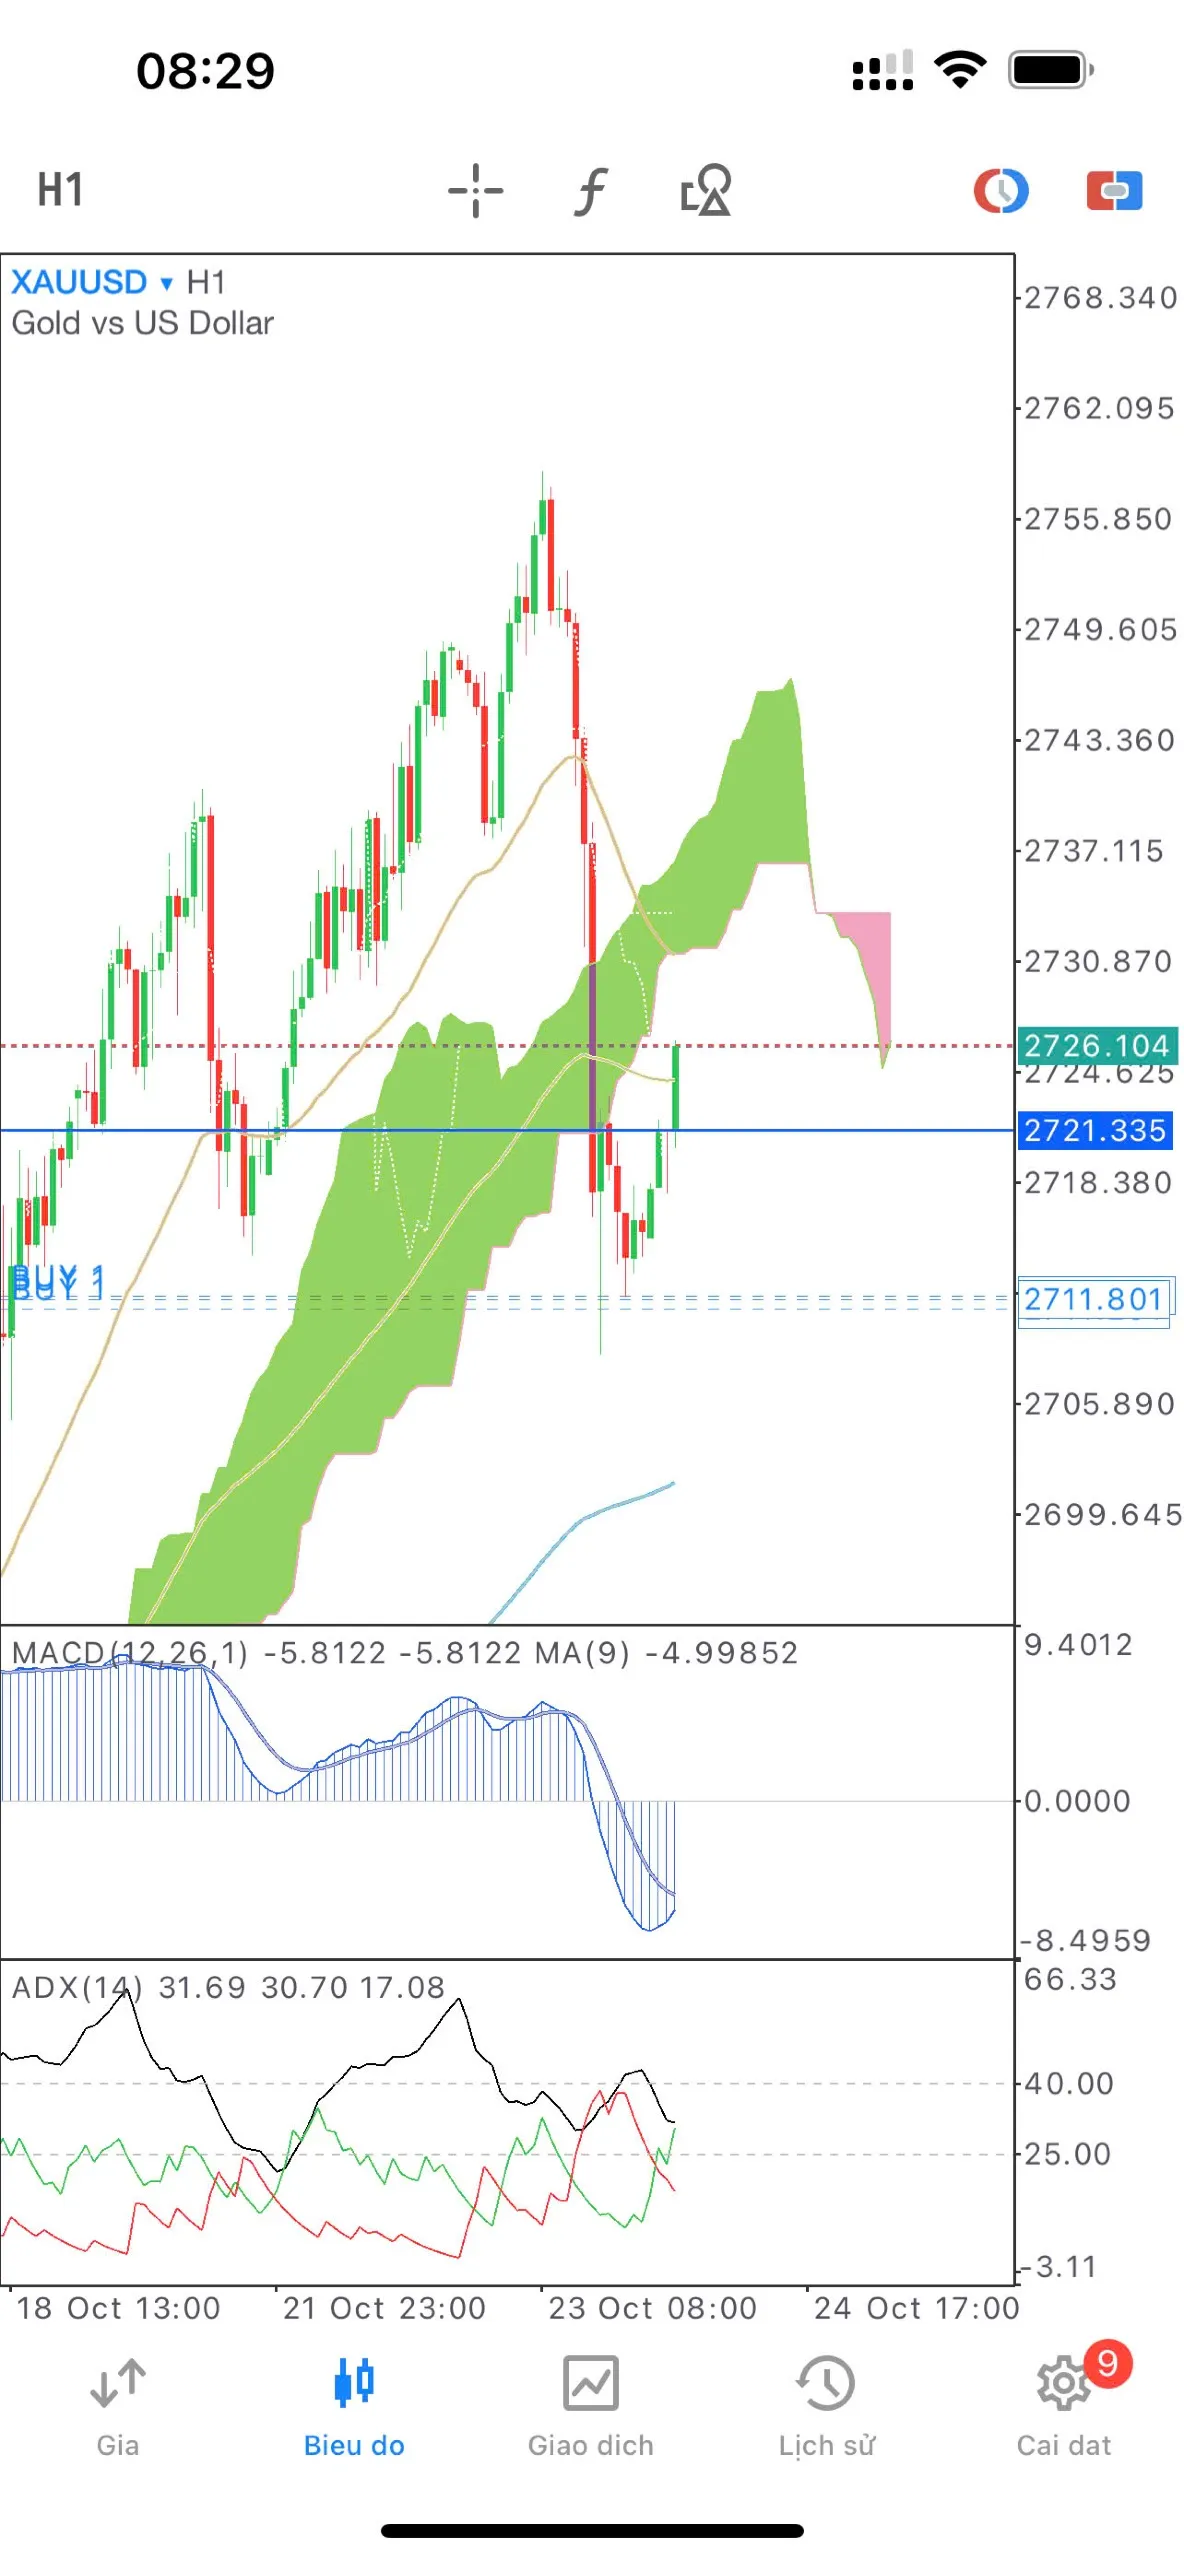 08:29
H1
XAUUSD ▾ H1
Gold vs US Dollar
2768.340
2762.095
2755.850
2749.605
2743.360
2737.115
2730.870
2726.104
2724.625
2721.335
2718.380
BUY 1
2711.801
2705.890
2699.645
MACD(12,26,1) -5.8122 -5.8122 MA(9) -4.99852
9.4012
0.0000
-8.4959
ADX(14) 31.69 30.70 17.08
66.33
40.00
25.00
-3.11
18 Oct 13:00 21 Oct 23:00 23 Oct 08:00 24 Oct 17:00
9
Gia Bieu do Giao dich Lịch sử Cai dat